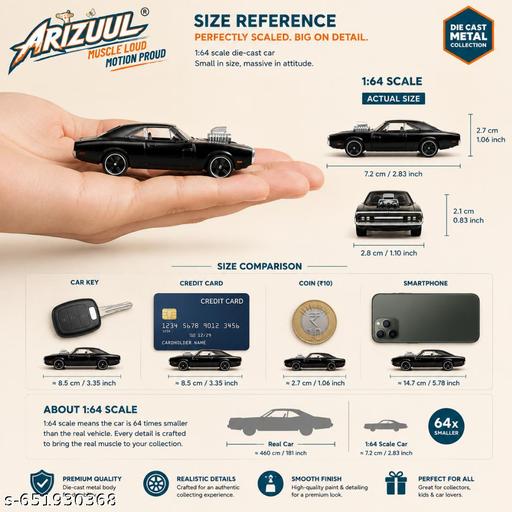 ARIZUUL®
MUSCLE LOUD
MOTION PROUD
SIZE REFERENCE
PERFECTLY SCALED. BIG ON DETAIL.
1:64 scale die-cast car
Small in size, massive in attitude.
DIE CAST
METAL
COLLECTION
1:64 SCALE
ACTUAL SIZE
2.7 cm
1.06 inch
7.2 cm / 2.83 inch
2.1 cm
0.83 inch
2.8 cm / 1.10 inch
SIZE COMPARISON
CAR KEY
≈ 8.5 cm / 3.35 inch
CREDIT CARD
CREDIT CARD
1234 5678 9012 3456
12/29
CARDHOLDER NAME
≈ 8.5 cm / 3.35 inch
COIN (₹10)
₹
10
≈ 2.7 cm / 1.06 inch
SMARTPHONE
≈ 14.7 cm / 5.78 inch
ABOUT 1:64 SCALE
1:64 scale means the car is 64 times smaller
than the real vehicle. Every detail is crafted
to bring the real muscle to your collection.
Real Car
≈ 460 cm / 181 inch
1:64 Scale Car
≈ 7.2 cm / 2.83 inch
64x
SMALLER
PREMIUM QUALITY
Die-cast metal body
REALISTIC DETAILS
Crafted for an authentic
collecting experience.
SMOOTH FINISH
High-quality paint & detailing
for a premium look.
PERFECT FOR ALL
Great for collectors,
kids & car lovers.
s-651930368